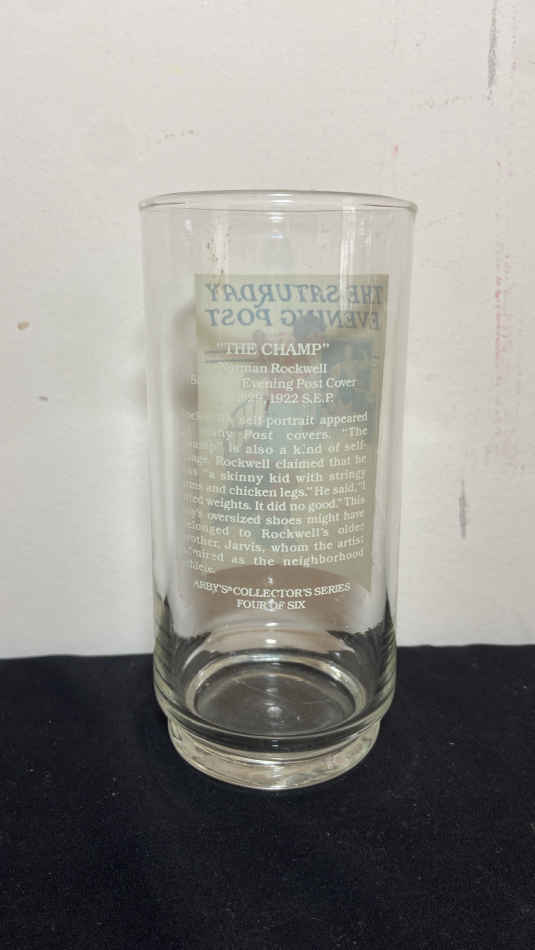 THE SATURDAY
EVENING POST
"THE CHAMP"
Norman Rockwell
Evening Post Cover
29, 1922 S.E.P.
self-portrait appeared
Post covers. "The
is also a kind of self-
Rockwell claimed that he
"a skinny kid with stringy
and chicken legs." He said, "I
weights. It did no good." This
oversized shoes might have
to Rockwell's older
Jarvis, whom the artist
as the neighborhood
ARBY'S® COLLECTOR'S SERIES
FOUR OF SIX